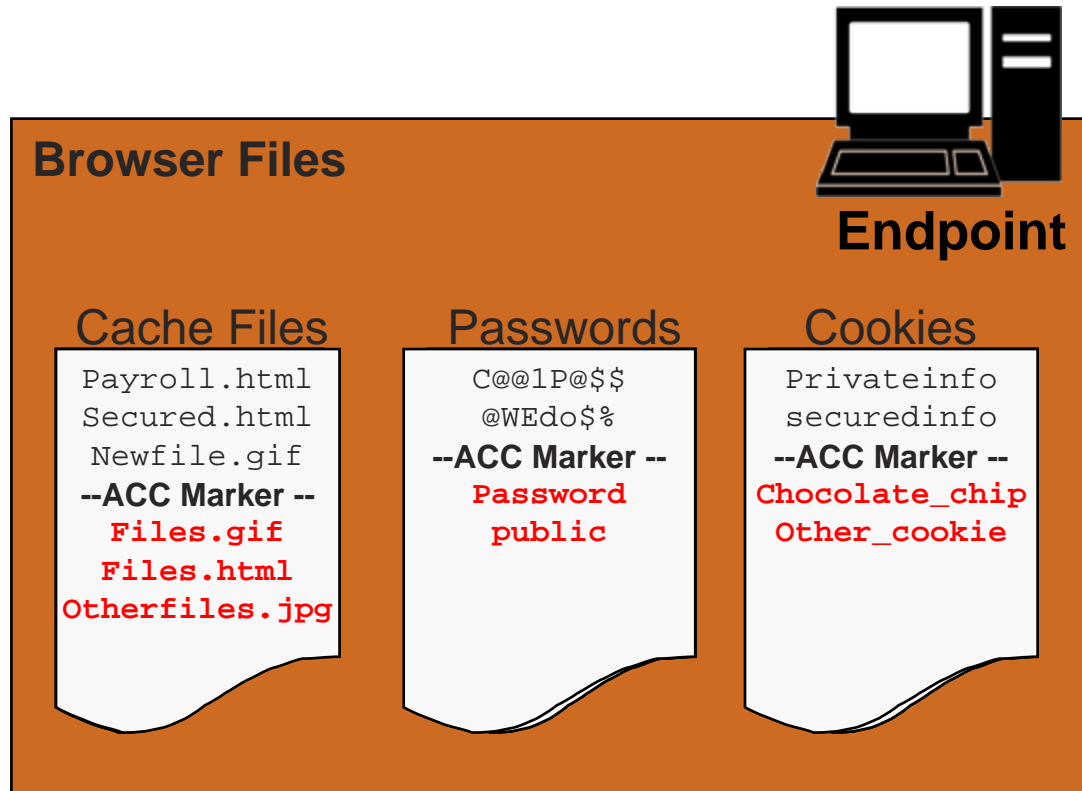 Browser Files
Endpoint
Cache Files
Payroll.html
Secured.html
Newfile.gif
--ACC Marker --
Files.gif
Files.html
Otherfiles.jpg
Passwords
C@@1P@$$
@WEdo$%
--ACC Marker --
Password
public
Cookies
Privateinfo
securedinfo
--ACC Marker --
Chocolate_chip
Other_cookie